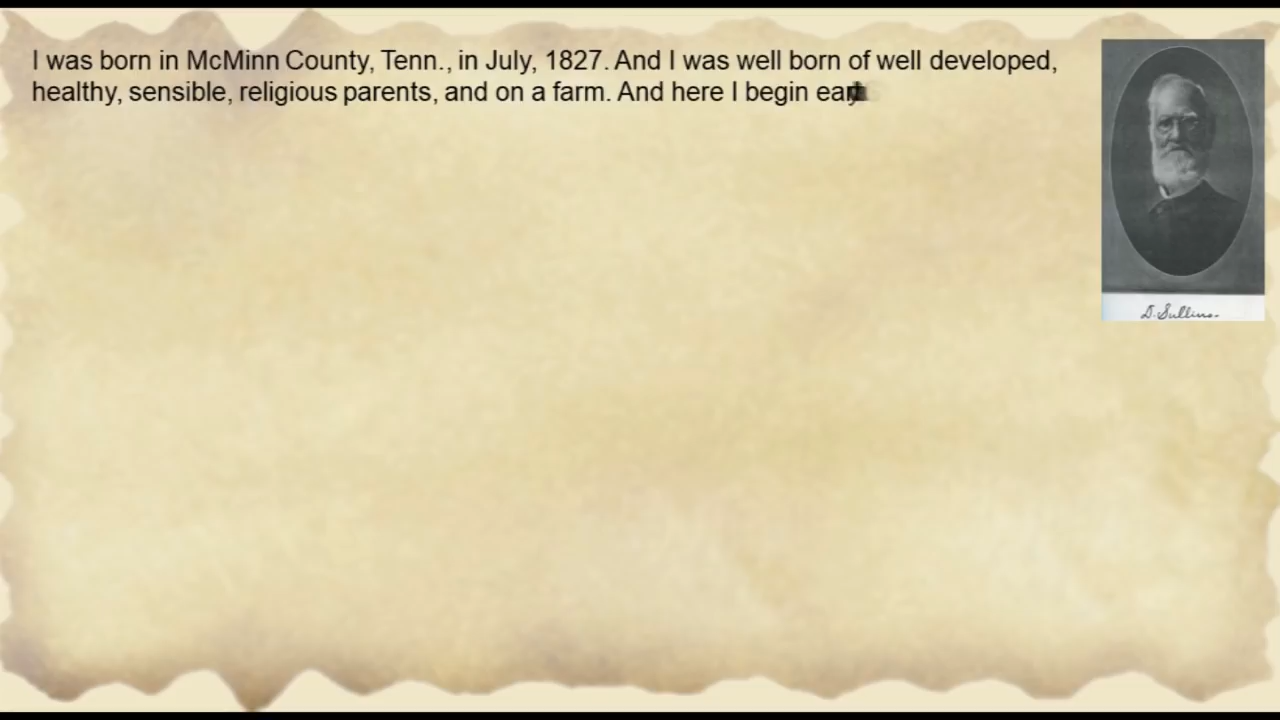 I was born in McMinn County, Tenn., in July, 1827. And I was well born of well developed,
healthy, sensible, religious parents, and on a farm. And here I begin
D. Sullins.